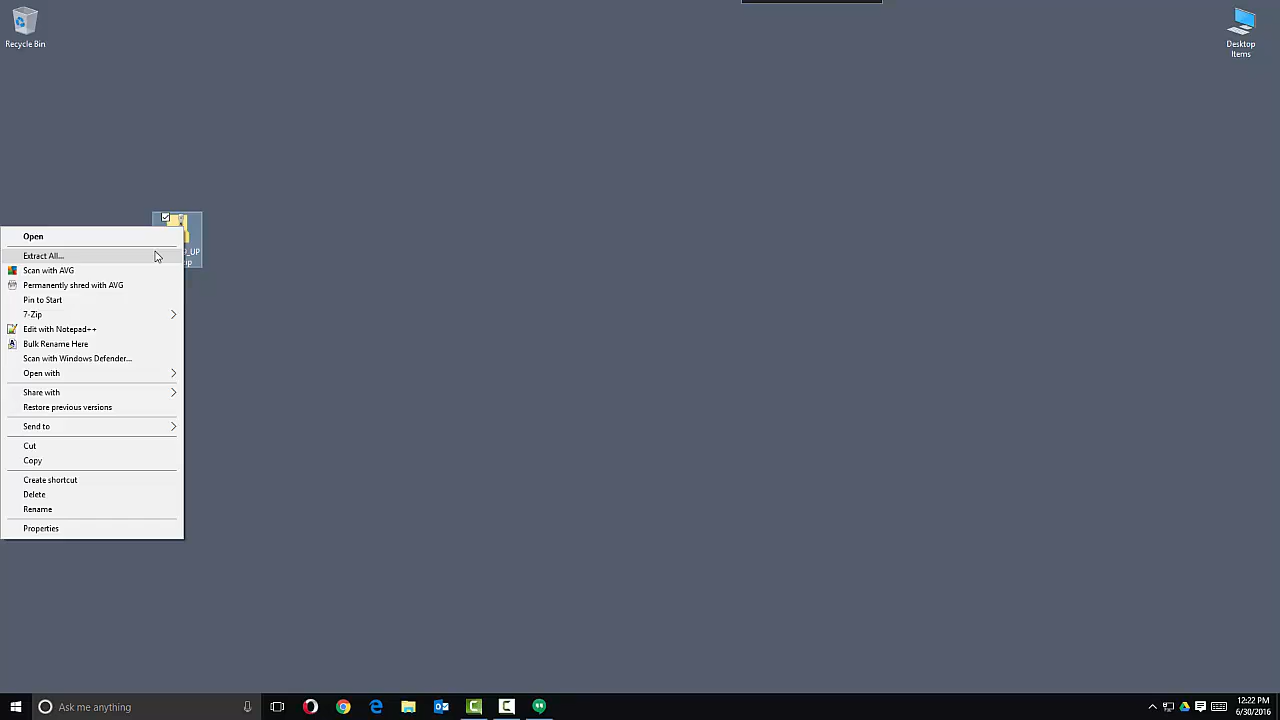 Recycle Bin
Desktop
Items
Open
Extract All...
Scan with AVG
Permanently shred with AVG
Pin to Start
7-Zip
Edit with Notepad++
Bulk Rename Here
Scan with Windows Defender...
Open with
Share with
Restore previous versions
Send to
Cut
Copy
Create shortcut
Delete
Rename
Properties
Ask me anything
12:22 PM
6/30/2016